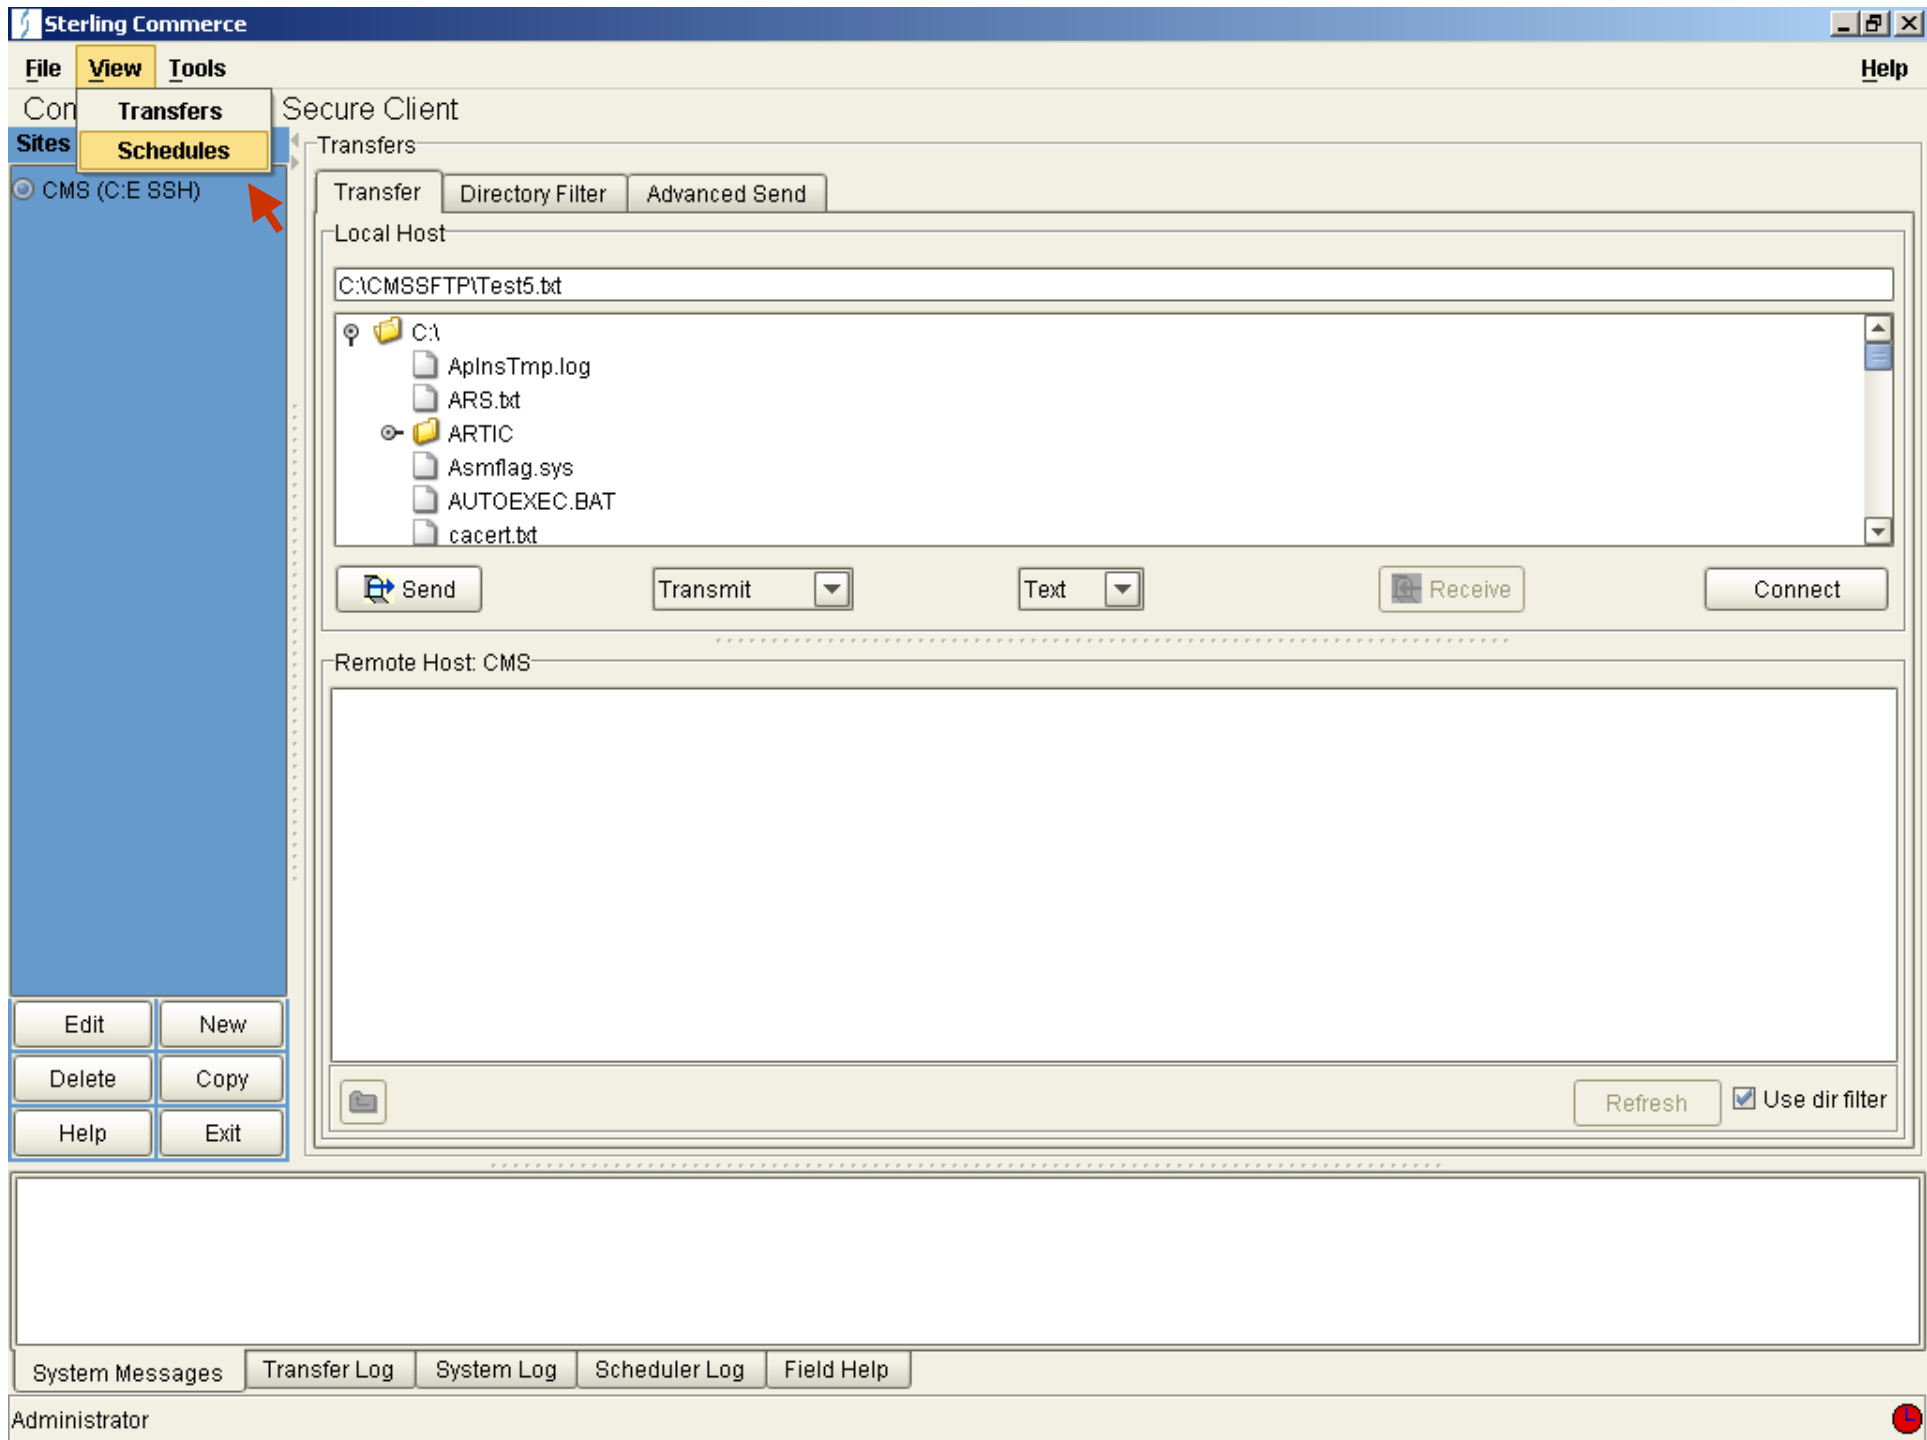 Sterling Commerce
File View Tools Help
Con Secure Client
Transfers
Schedules
Sites
CMS (C:E SSH)
Transfers
Transfer Directory Filter Advanced Send
Local Host
C:\CMSSFTP\Test5.txt
C:\
ApInsTmp.log
ARS.txt
ARTIC
Asmflag.sys
AUTOEXEC.BAT
cacert.txt
Send Transmit Text Receive Connect
Remote Host: CMS
Edit New
Delete Copy
Help Exit
Refresh Use dir filter
System Messages Transfer Log System Log Scheduler Log Field Help
Administrator